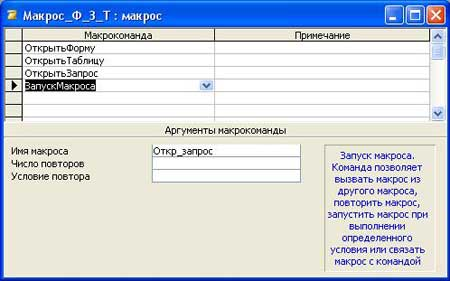 Макрос_Ф_З_Т : макрос
Макрокоманда Примечание
ОткрытьФорму
ОткрытьТаблицу
ОткрытьЗапрос
ЗапускМакроса
Аргументы макрокоманды
Имя макроса Откр_запрос
Число повторов
Условие повтора
Запуск макроса.
Команда позволяет
вызвать макрос из
другого макроса,
повторить макрос,
запустить макрос при
выполнении
определенного
условия или связать
макрос с командой